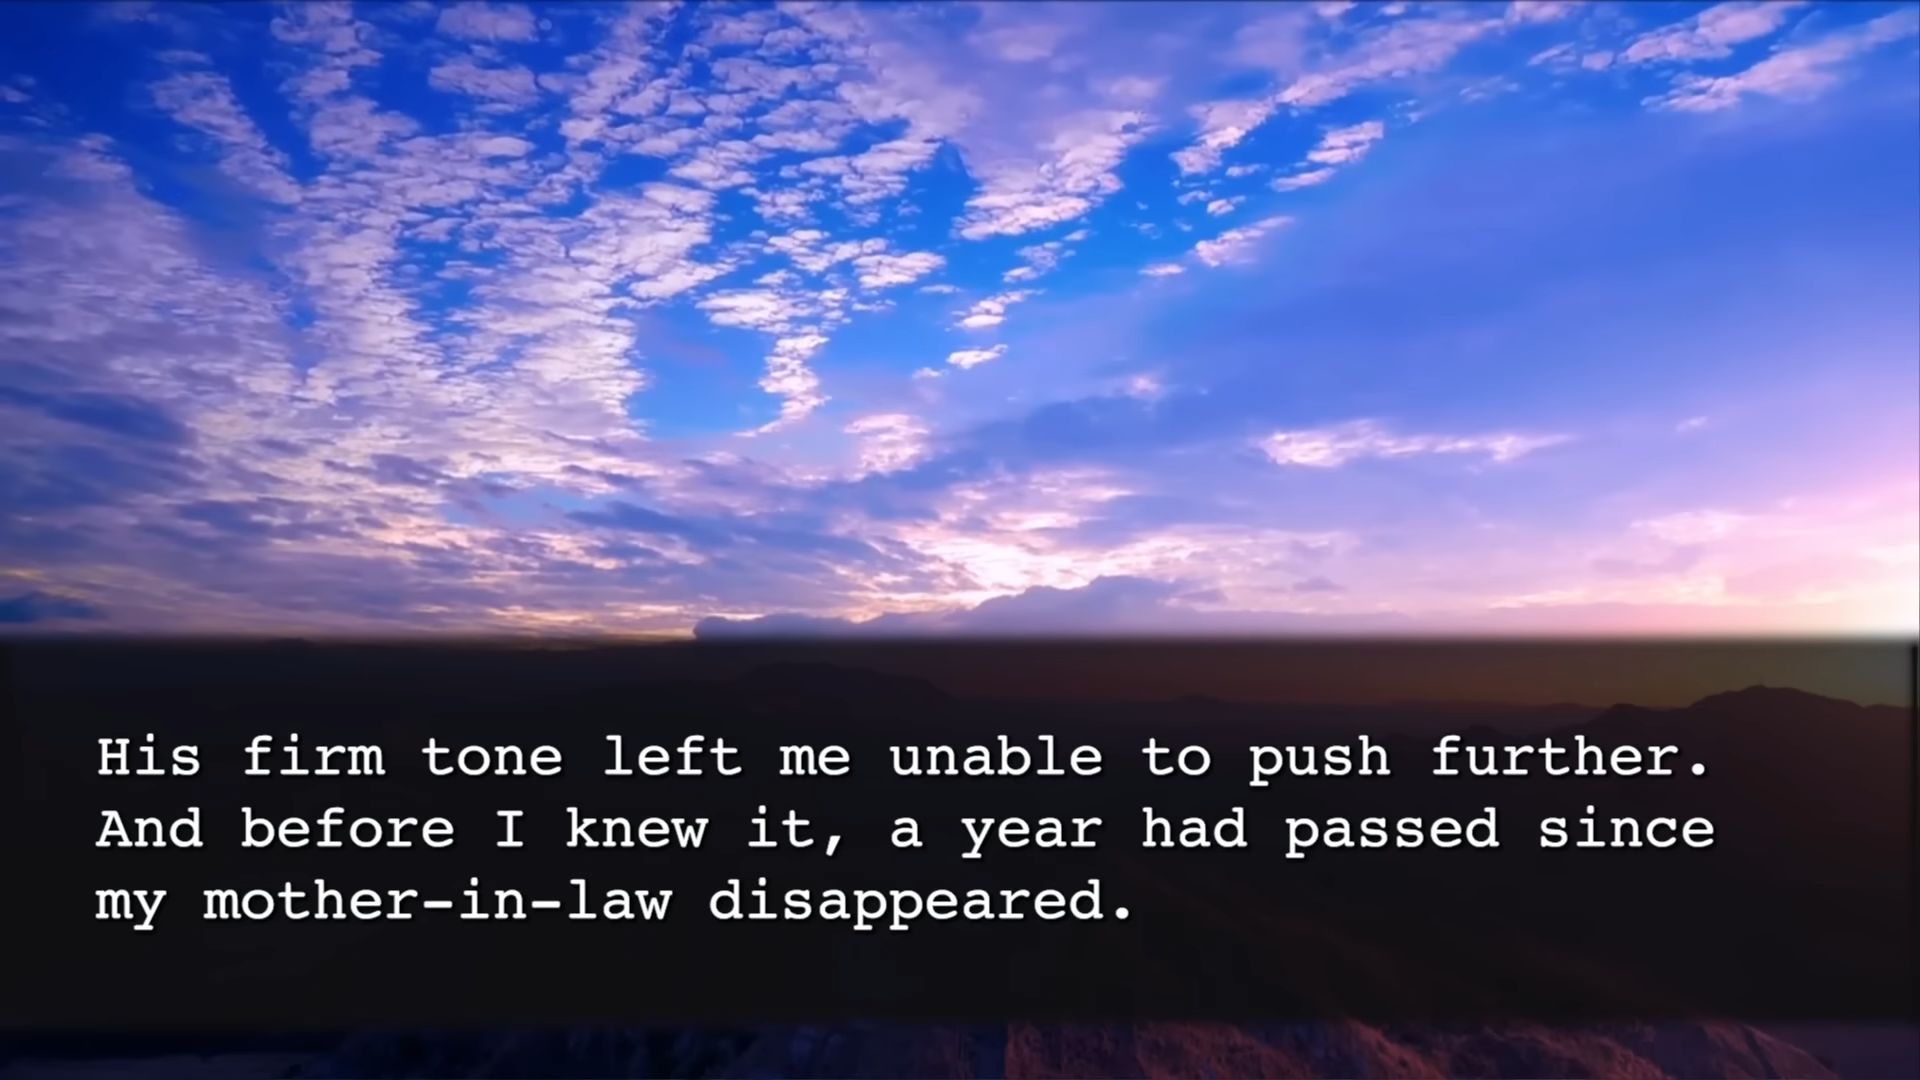 His firm tone left me unable to push further.
And before I knew it, a year had passed since
my mother-in-law disappeared.